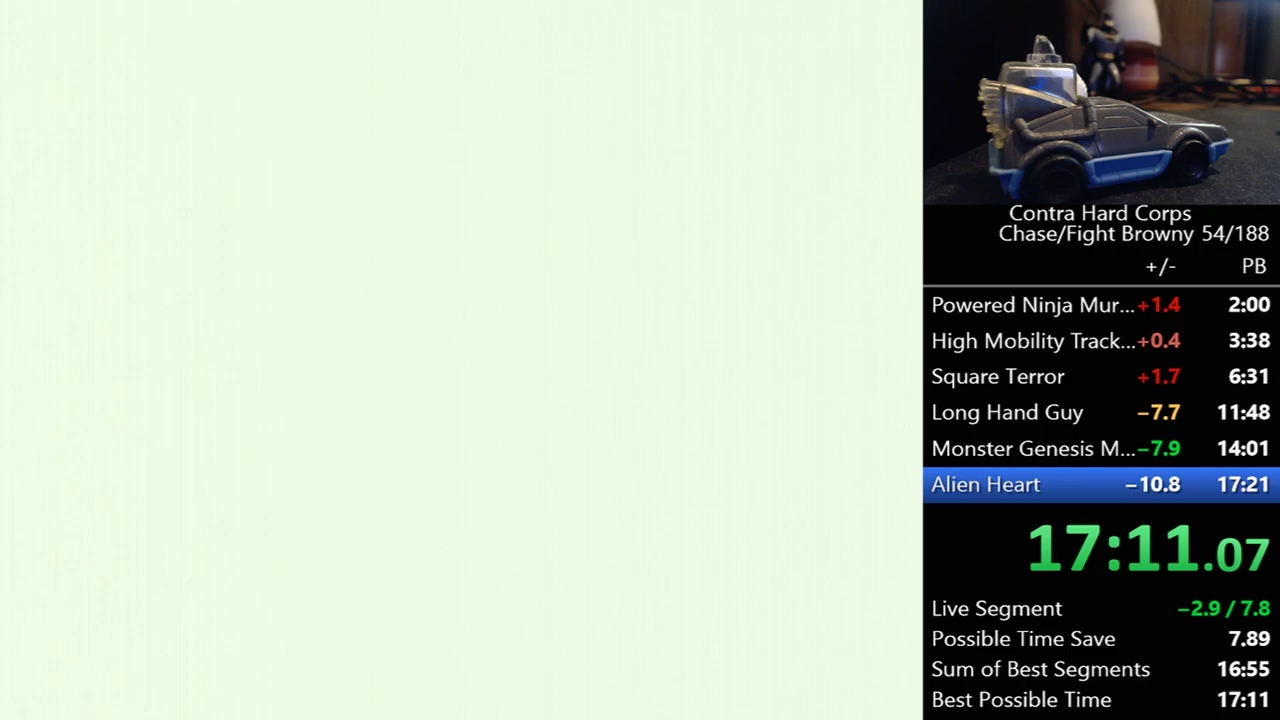 Contra Hard Corps
Chase/Fight Browny 54/188
+/- PB
Powered Ninja Mur... +1.4 2:00
High Mobility Track... +0.4 3:38
Square Terror +1.7 6:31
Long Hand Guy −7.7 11:48
Monster Genesis M... −7.9 14:01
Alien Heart −10.8 17:21
17:11.07
Live Segment −2.9 / 7.8
Possible Time Save 7.89
Sum of Best Segments 16:55
Best Possible Time 17:11